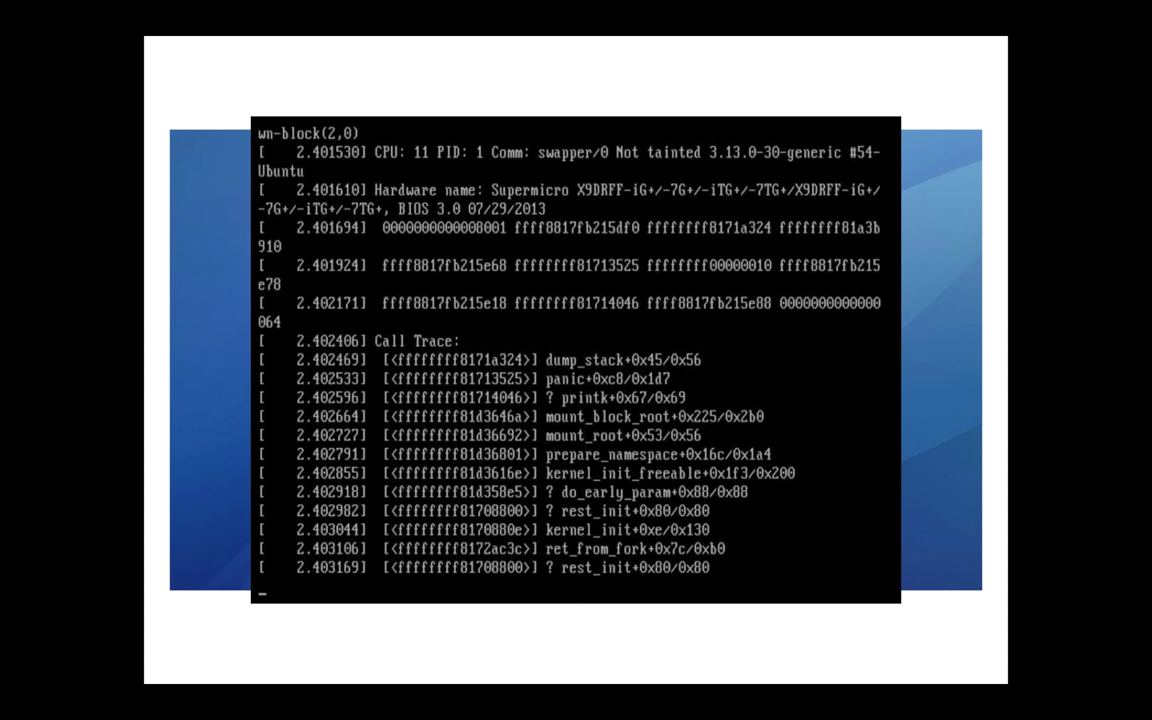 wn-block(2,0)
[    2.401530] CPU: 11 PID: 1 Comm: swapper/0 Not tainted 3.13.0-30-generic #54-
Ubuntu
[    2.401610] Hardware name: Supermicro X9DRFF-iG+/-7G+/-iTG+/-7TG+/X9DRFF-iG+/
-7G+/-iTG+/-7TG+, BIOS 3.0 07/29/2013
[    2.401694]  0000000000008001 ffff8817fb215df0 ffffffff8171a324 ffffffff81a3b
910
[    2.401924]  ffff8817fb215e68 ffffffff81713525 ffffffff00000010 ffff8817fb215
e78
[    2.402171]  ffff8817fb215e18 ffffffff81714046 ffff8817fb215e88 0000000000000
064
[    2.402406] Call Trace:
[    2.402469]  [<ffffffff8171a324>] dump_stack+0x45/0x56
[    2.402533]  [<ffffffff81713525>] panic+0xc8/0x1d7
[    2.402596]  [<ffffffff81714046>] ? printk+0x67/0x69
[    2.402664]  [<ffffffff81d3646a>] mount_block_root+0x225/0x2b0
[    2.402727]  [<ffffffff81d36692>] mount_root+0x53/0x56
[    2.402791]  [<ffffffff81d36801>] prepare_namespace+0x16c/0x1a4
[    2.402855]  [<ffffffff81d3616e>] kernel_init_freeable+0x1f3/0x200
[    2.402918]  [<ffffffff81d358e5>] ? do_early_param+0x88/0x88
[    2.402982]  [<ffffffff81708800>] ? rest_init+0x80/0x80
[    2.403044]  [<ffffffff8170880e>] kernel_init+0xe/0x130
[    2.403106]  [<ffffffff8172ac3c>] ret_from_fork+0x7c/0xb0
[    2.403169]  [<ffffffff81708800>] ? rest_init+0x80/0x80
_